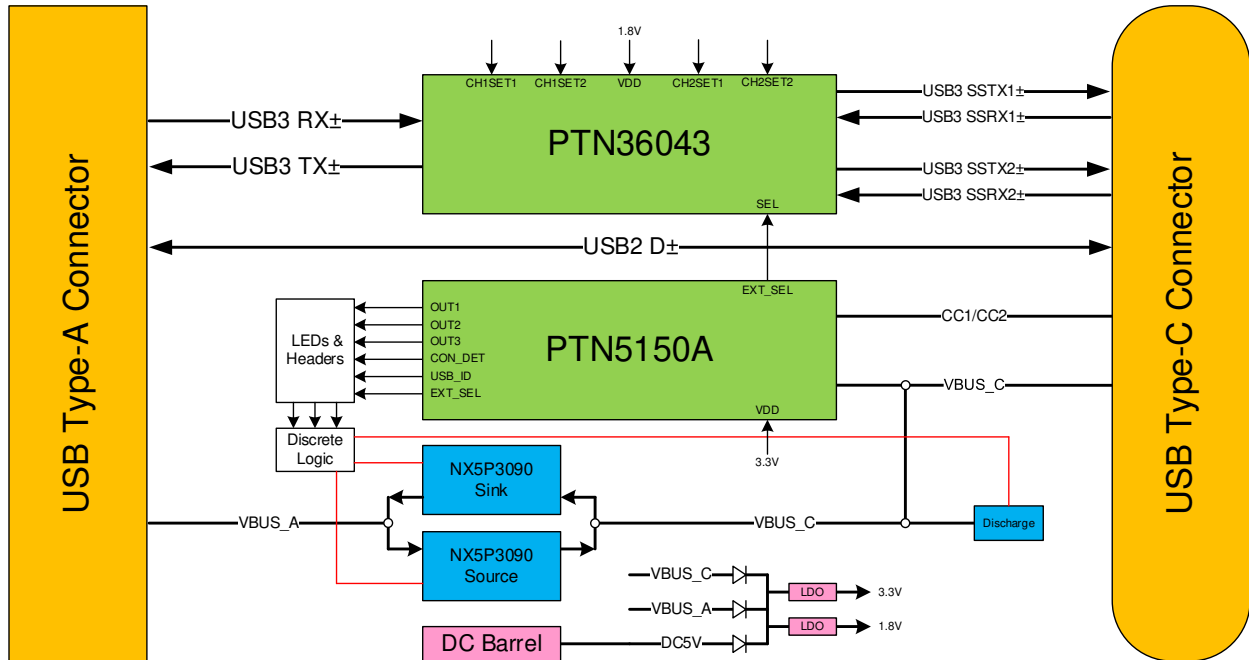 USB Type-A Connector
1.8V
CH1SET1
CH1SET2
VDD
CH2SET1
CH2SET2
PTN36043
SEL
USB3 RX±
USB3 TX±
USB3 SSTX1±
USB3 SSRX1±
USB3 SSTX2±
USB3 SSRX2±
USB2 D±
EXT_SEL
PTN5150A
OUT1
OUT2
OUT3
CON_DET
USB_ID
EXT_SEL
VDD
3.3V
LEDs &
Headers
Discrete
Logic
CC1/CC2
VBUS_C
NX5P3090
Sink
NX5P3090
Source
VBUS_A
VBUS_C
Discharge
VBUS_C
VBUS_A
DC Barrel
DC5V
LDO
3.3V
LDO
1.8V
USB Type-C Connector